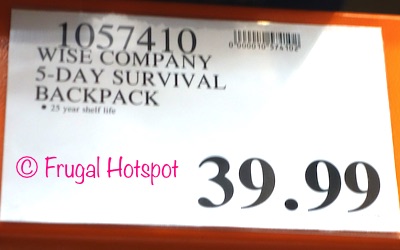 1057410
WISE COMPANY
5-DAY SURVIVAL
BACKPACK
• 25 year shelf life
© Frugal Hotspot
39.99